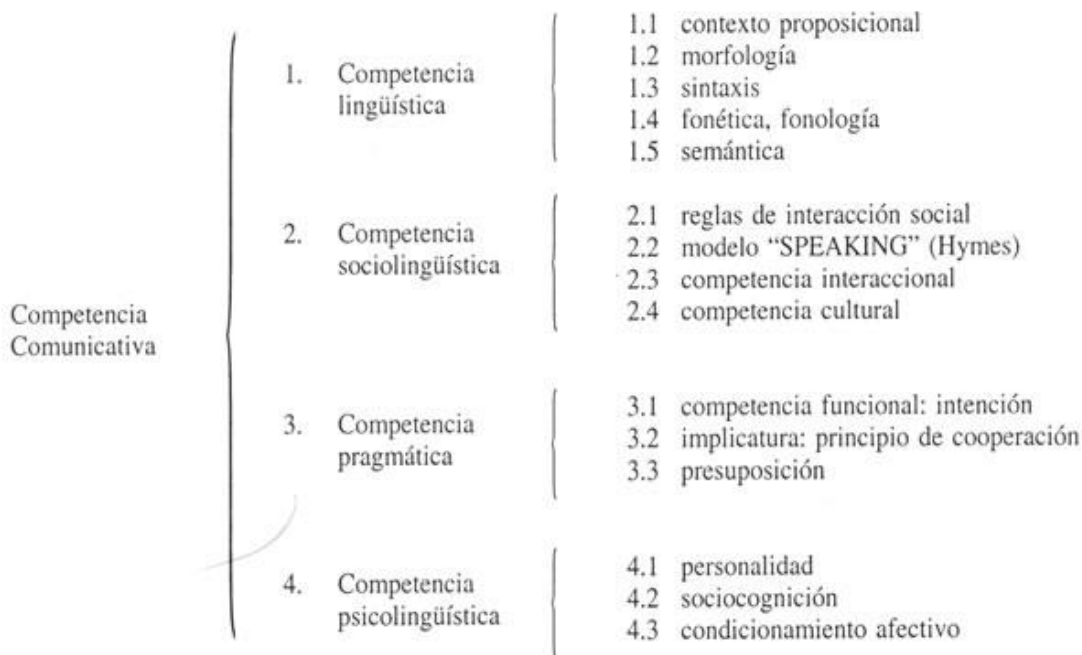 Competencia
Comunicativa
1. Competencia
lingüística
1.1 contexto proposicional
1.2 morfología
1.3 sintaxis
1.4 fonética, fonología
1.5 semántica
2. Competencia
sociolingüística
2.1 reglas de interacción social
2.2 modelo “SPEAKING” (Hymes)
2.3 competencia interaccional
2.4 competencia cultural
3. Competencia
pragmática
3.1 competencia funcional: intención
3.2 implicatura: principio de cooperación
3.3 presuposición
4. Competencia
psicolingüística
4.1 personalidad
4.2 sociocognición
4.3 condicionamiento afectivo